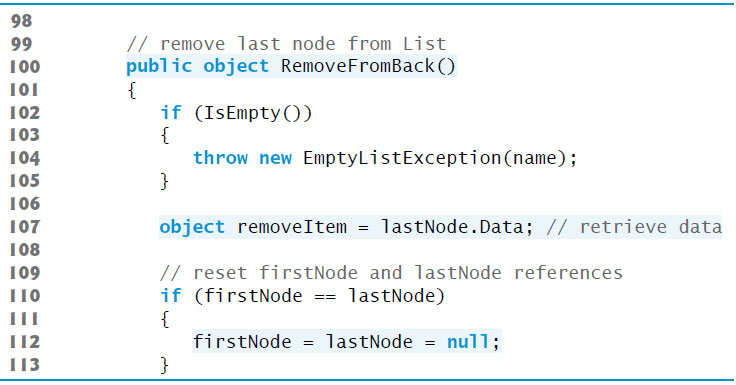 98
99 // remove last node from List
100 public object RemoveFromBack()
101 {
102 if (IsEmpty())
103 {
104 throw new EmptyListException(name);
105 }
106
107 object removeItem = lastNode.Data; // retrieve data
108
109 // reset firstNode and lastNode references
110 if (firstNode == lastNode)
111 {
112 firstNode = lastNode = null;
113 }